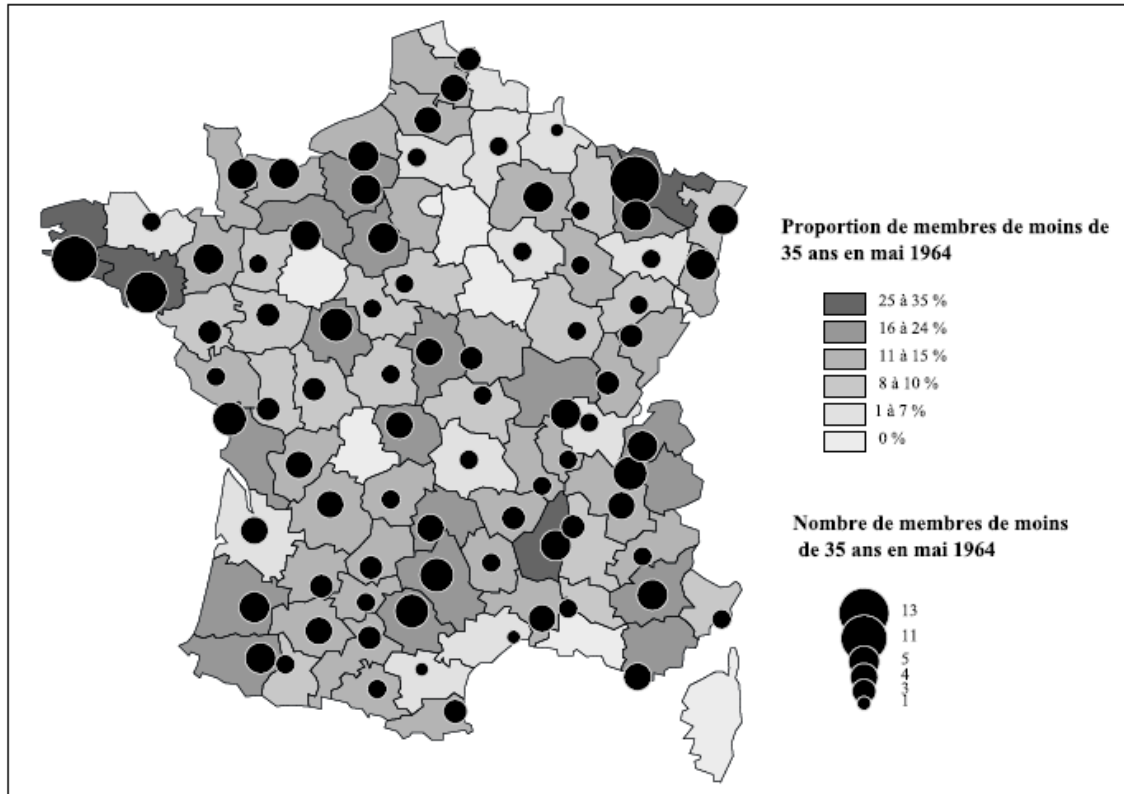 Proportion de membres de moins de
35 ans en mai 1964
25 à 35 %
16 à 24 %
11 à 15 %
8 à 10 %
1 à 7 %
0 %
Nombre de membres de moins
de 35 ans en mai 1964
13
11
5
4
3
1